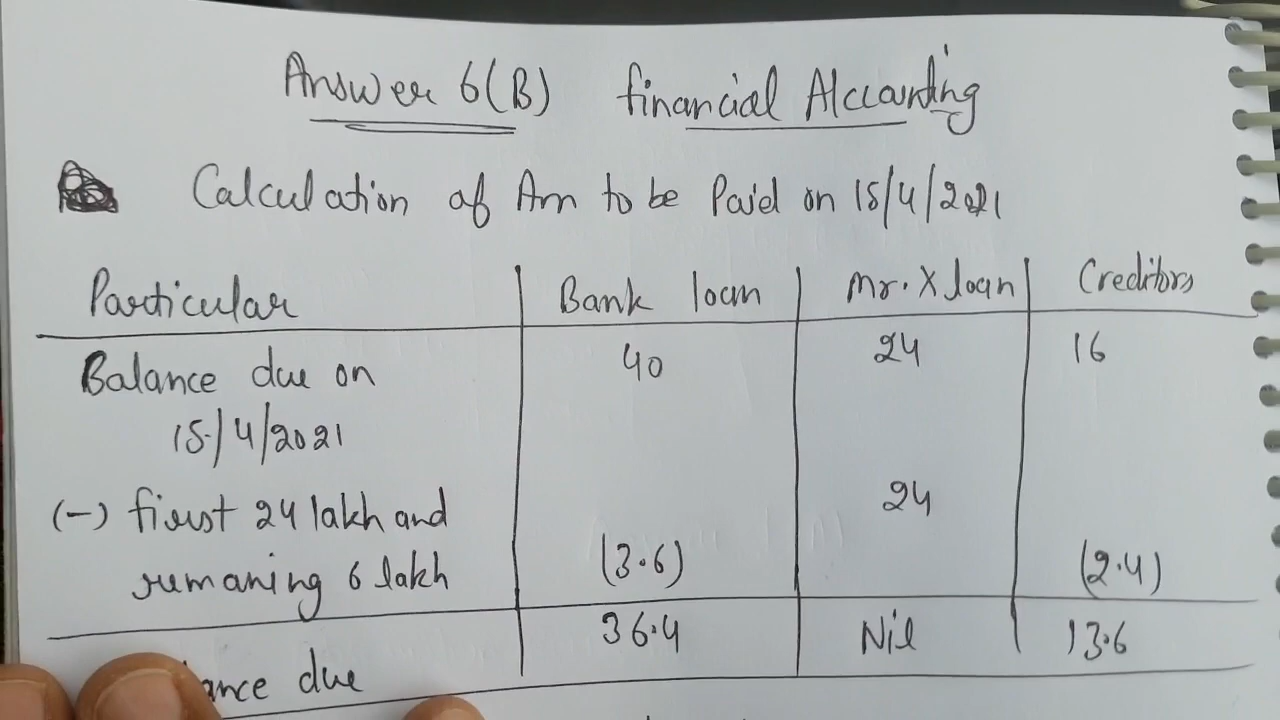 Answer 6(B) financial Accounting
Calculation of Am to be Paid on 15/4/2021
Particular Bank loan Mr. X loan Creditors
Balance due on 40 24 16
15/4/2021
(-) first 24 lakh and 24
remaning 6 lakh (3.6) (2.4)
36.4 Nil 13.6
ance due